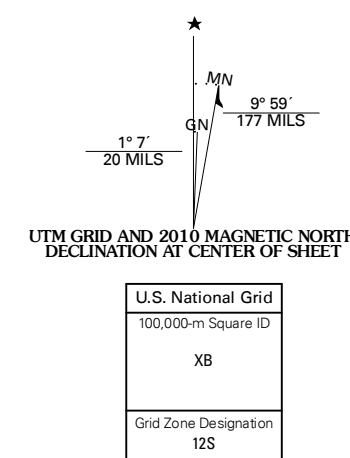 ★
MN
GN
9° 59´
177 MILS
1° 7´
20 MILS
UTM GRID AND 2010 MAGNETIC NORTH
DECLINATION AT CENTER OF SHEET
U.S. National Grid
100,000-m Square ID
XB
Grid Zone Designation
12S